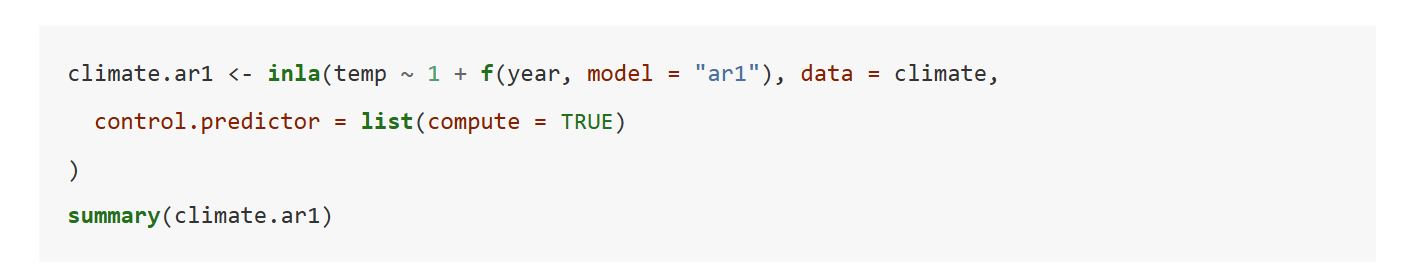 climate.ar1 <- inla(temp ~ 1 + f(year, model = "ar1"), data = climate,
  control.predictor = list(compute = TRUE)
)
summary(climate.ar1)